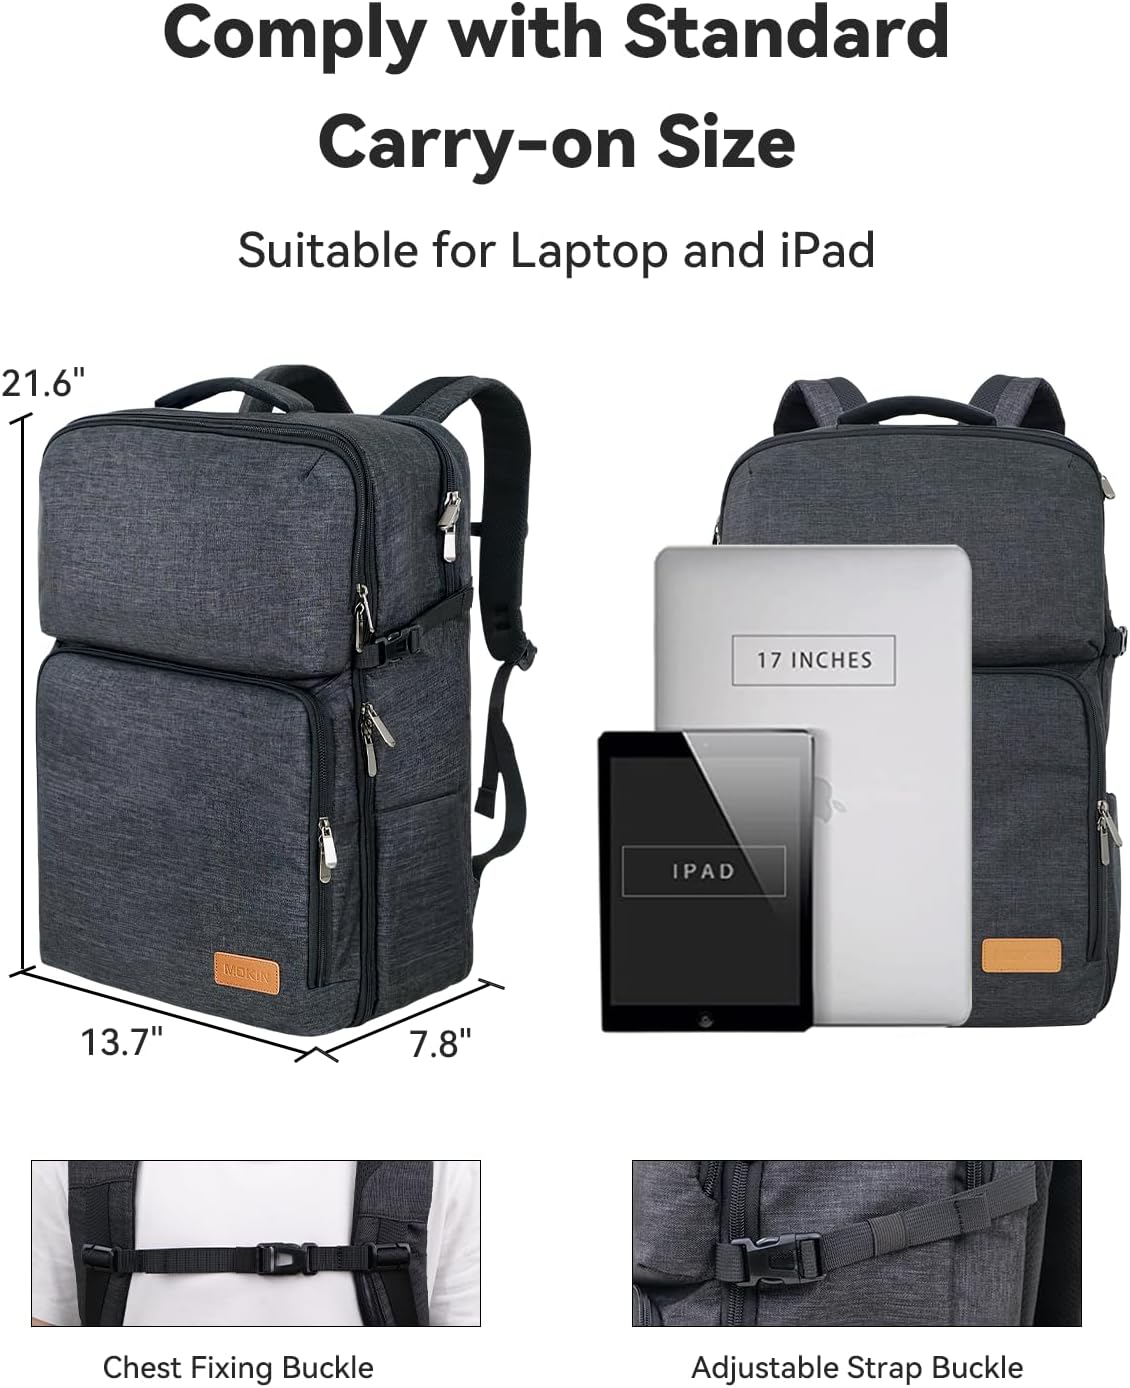 Comply with Standard
Carry-on Size
Suitable for Laptop and iPad
21.6"
17 INCHES
IPAD
MOKIN
13.7"
7.8"
Chest Fixing Buckle
Adjustable Strap Buckle